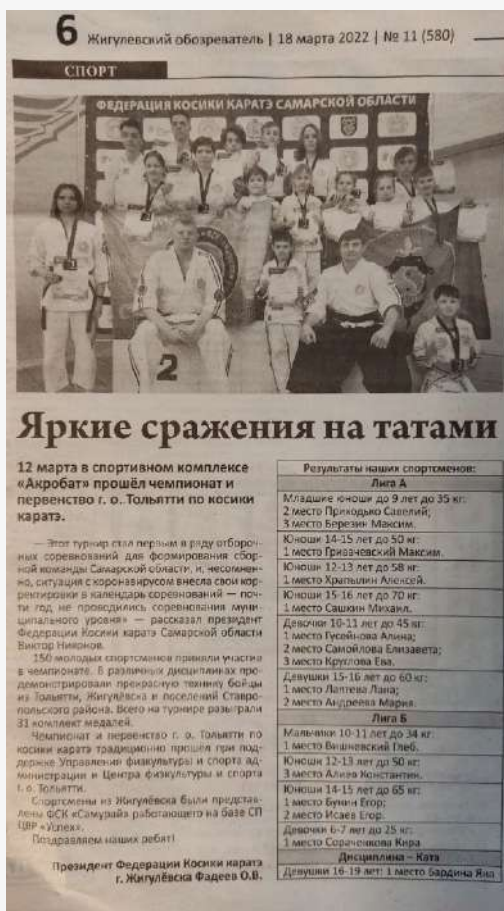 6 Жигулевский обозреватель | 18 марта 2022 | № 11 (580)
СПОРТ
ФЕДЕРАЦИЯ КОСИКИ КАРАТЭ САМАРСКОЙ ОБЛАСТИ
2
Яркие сражения на татами
12 марта в спортивном комплексе
«Акробат» прошёл чемпионат и
первенство г. о. Тольятти по косики
каратэ.
— Этот турнир стал первым в ряду отбороч-
ных соревнований для формирования сбор-
ной команды Самарской области, и, несомнен-
но, ситуация с коронавирусом внесла свои кор-
ректировки в календарь соревнований — поч-
ти год не проводились соревнования муни-
ципального уровня» — рассказал президент
Федерации Косики каратэ Самарской области
Виктор Никонов.
150 молодых спортсменов приняли участие
в чемпионате. В различных дисциплинах про-
демонстрировали прекрасную технику бойцы
из Тольятти, Жигулёвска и поселений Ставро-
польского района. Всего на турнире разыграли
31 комплект медалей.
Чемпионат и первенство г. о. Тольятти по
косики каратэ традиционно прошел при под-
держке Управления физкультуры и спорта ад-
министрации и Центра физкультуры и спорта
г. о. Тольятти.
Спортсмены из Жигулёвска были представ-
лены ФСК «Самурай» работающего на базе СП
ЦВР «Успех».
Поздравляем наших ребят!
Президент Федерации Косики каратэ
г. Жигулёвска Фадеев О.В.
Результаты наших спортсменов:
Лига А
Младшие юноши до 9 лет до 35 кг:
2 место Приходько Савелий;
3 место Березин Максим.
Юноши 14-15 лет до 50 кг:
1 место Гривачевский Максим.
Юноши 12-13 лет до 58 кг:
1 место Храпылин Алексей.
Юноши 15-16 лет до 70 кг:
1 место Сашкин Михаил.
Девочки 10-11 лет до 45 кг:
1 место Гусейнова Алина;
2 место Самойлова Елизавета;
3 место Круглова Ева.
Девушки 15-16 лет до 60 кг:
1 место Лаптева Лана;
2 место Андреева Мария.
Лига Б
Мальчики 10-11 лет до 34 кг:
1 место Вишневский Глеб.
Юноши 12-13 лет до 50 кг:
3 место Алиев Константин.
Юноши 14-15 лет до 65 кг:
1 место Бунин Егор;
2 место Исаев Егор.
Девочки 6-7 лет до 25 кг:
1 место Сораченкова Кира
Дисциплина – Ката
Девушки 16-19 лет: 1 место Бардина Яна